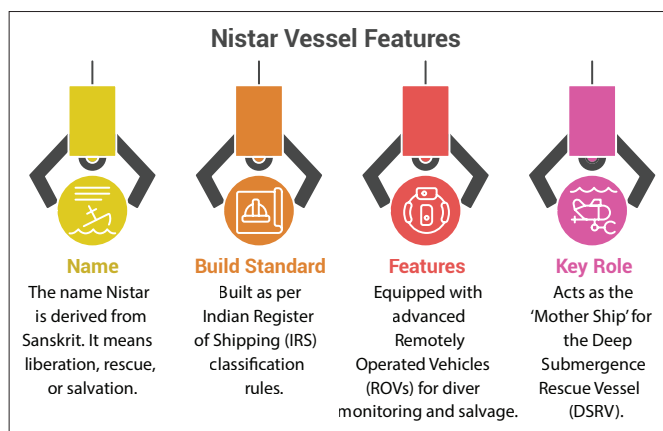 Nistar Vessel Features
Name
The name Nistar
is derived from
Sanskrit. It means
liberation, rescue,
or salvation.
Build Standard
Built as per
Indian Register
of Shipping (IRS)
classification
rules.
Features
Equipped with
advanced
Remotely
Operated Vehicles
(ROVs) for diver
monitoring and salvage.
Key Role
Acts as the
‘Mother Ship’ for
the Deep
Submergence
Rescue Vessel
(DSRV).